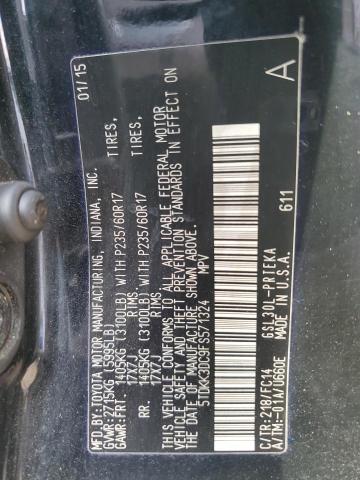 MFD. BY: TOYOTA MOTOR MANUFACTURING, INDIANA, INC. 01/15
GVWR: 2715KG (5995LB)
GAWR: FRT. 1405KG (3100LB) WITH P235/60R17 TIRES,
17X7J RIMS
RR. 1405KG (3100LB) WITH P235/60R17 TIRES,
17X7J RIMS
THIS VEHICLE CONFORMS TO ALL APPLICABLE FEDERAL MOTOR
VEHICLE SAFETY AND THEFT PREVENTION STANDARDS IN EFFECT ON
THE DATE OF MANUFACTURE SHOWN ABOVE.
5TDKK3DC9FS571324 MPV
A
C/TR: 218/FC14 GSL30L-PRTEKA
A/TM: -01A/U660E MADE IN U.S.A.
611